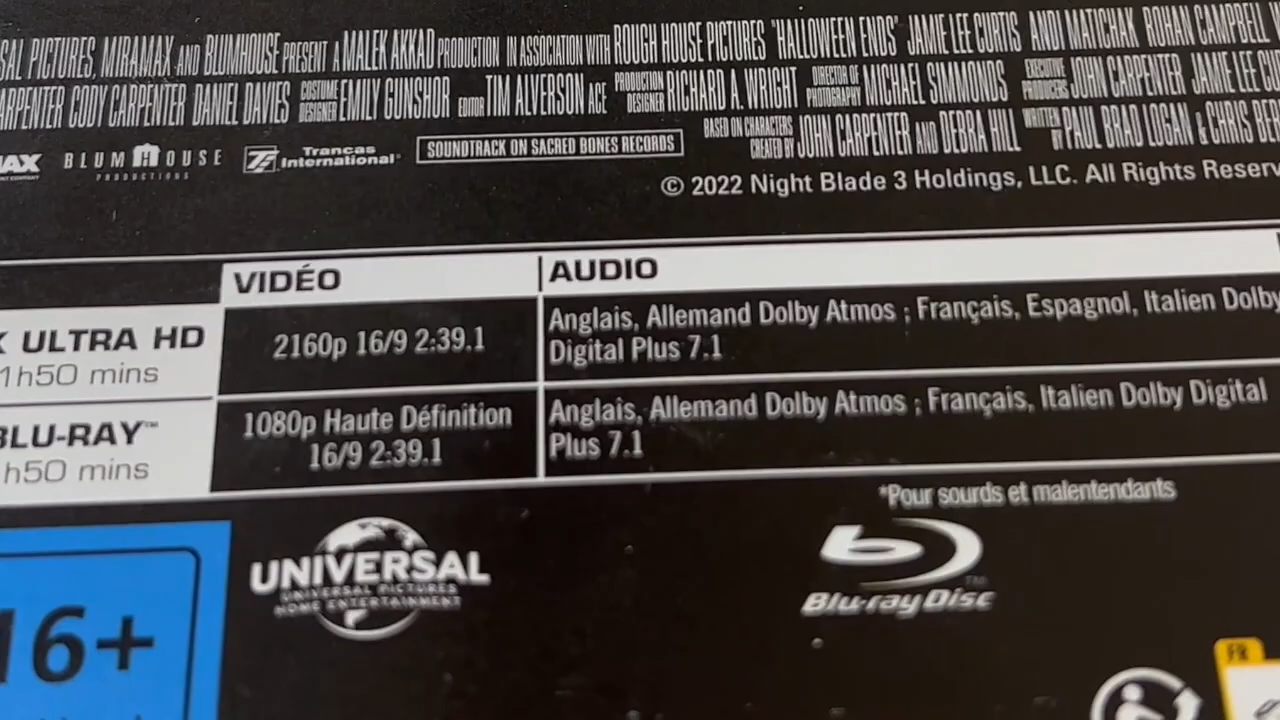 SAL PICTURES, MIRAMAX AND BLUMHOUSE PRESENT A MALEK AKKAD PRODUCTION IN ASSOCIATION WITH ROUGH HOUSE PICTURES "HALLOWEEN ENDS" JAMIE LEE CURTIS ANDI MATICHAK ROHAN CAMPBELL
ARPENTER CODY CARPENTER DANIEL DAVIES COSTUME DESIGNER EMILY GUNSHOR EDITOR TIM ALVERSON ACE PRODUCTION DESIGNER RICHARD A. WRIGHT DIRECTOR OF PHOTOGRAPHY MICHAEL SIMMONDS EXECUTIVE PRODUCERS JOHN CARPENTER JAMIE LEE CU
BASED ON CHARACTERS CREATED BY JOHN CARPENTER AND DEBRA HILL WRITTEN BY PAUL BRAD LOGAN & CHRIS BER
AX
BLUMHOUSE
PRODUCTIONS
Trancas
International
SOUNDTRACK ON SACRED BONES RECORDS
© 2022 Night Blade 3 Holdings, LLC. All Rights Reserv
VIDÉO
AUDIO
K ULTRA HD
1h50 mins
2160p 16/9 2:39.1
Anglais, Allemand Dolby Atmos ; Français, Espagnol, Italien Dolby
Digital Plus 7.1
BLU-RAY™
h50 mins
1080p Haute Définition
16/9 2:39.1
Anglais, Allemand Dolby Atmos ; Français, Italien Dolby Digital
Plus 7.1
*Pour sourds et malentendants
16+
UNIVERSAL
UNIVERSAL PICTURES
HOME ENTERTAINMENT
Blu-ray Disc™
FR